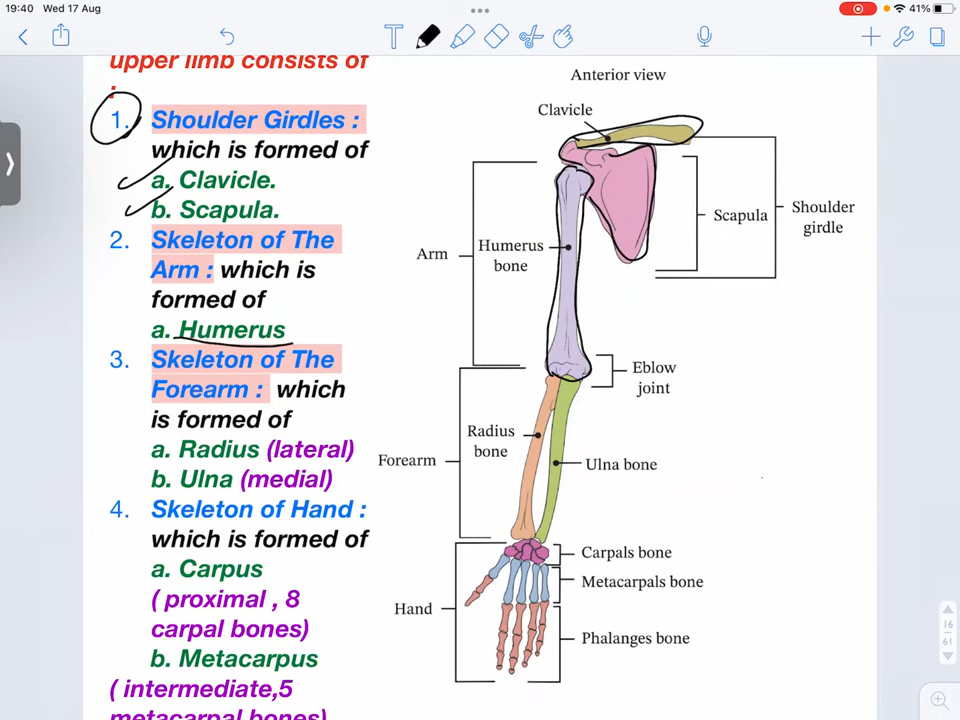 19:40 Wed 17 Aug
41%
upper limb consists of
:
1. Shoulder Girdles :
which is formed of
a. Clavicle.
b. Scapula.
2. Skeleton of The
Arm : which is
formed of
a. Humerus
3. Skeleton of The
Forearm : which
is formed of
a. Radius (lateral)
b. Ulna (medial)
4. Skeleton of Hand :
which is formed of
a. Carpus
( proximal , 8
carpal bones)
b. Metacarpus
( intermediate,5
metacarpal bones)
Anterior view
Clavicle
Scapula
Shoulder
girdle
Arm
Humerus
bone
Eblow
joint
Radius
bone
Forearm
Ulna bone
Carpals bone
Metacarpals bone
Hand
Phalanges bone
16
61